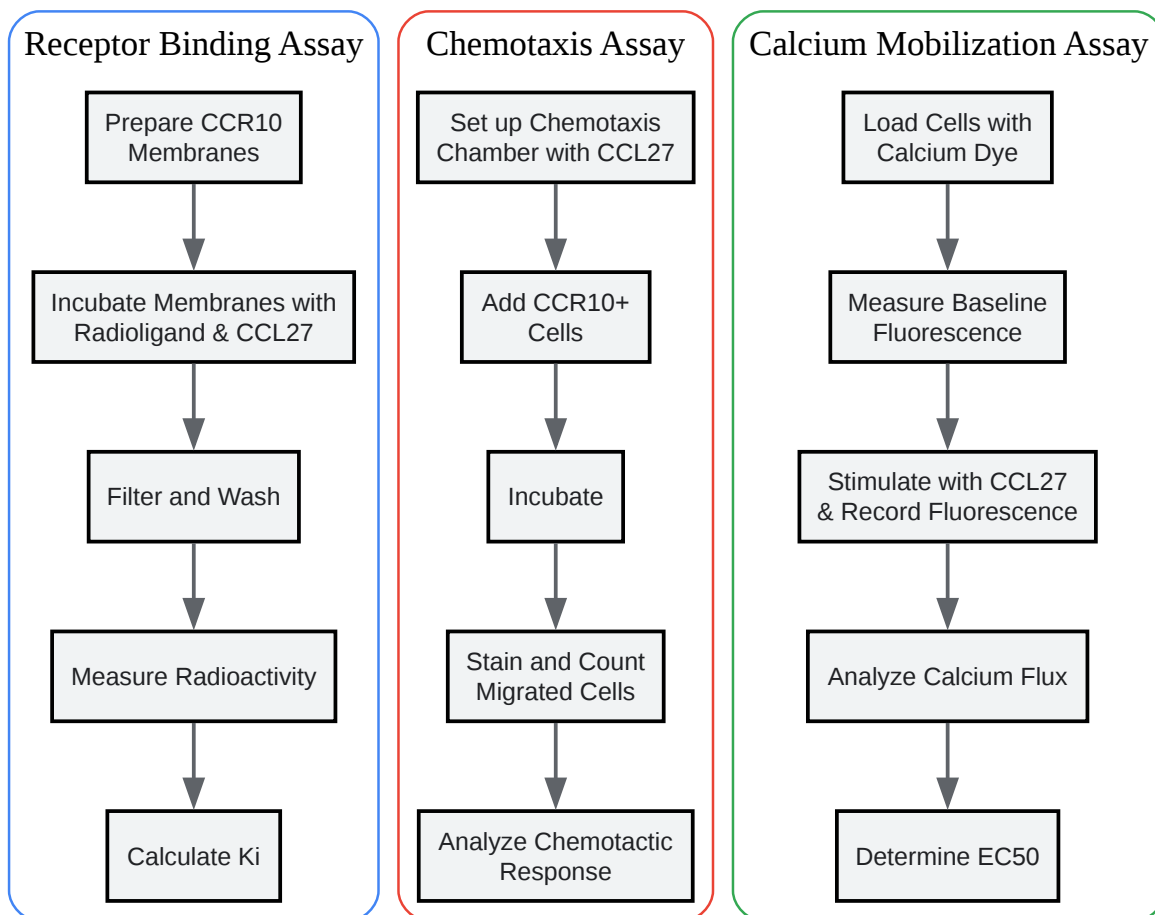 Receptor Binding Assay
Prepare CCR10
Membranes
Incubate Membranes with
Radioligand & CCL27
Filter and Wash
Measure Radioactivity
Calculate Ki
Chemotaxis Assay
Set up Chemotaxis
Chamber with CCL27
Add CCR10+
Cells
Incubate
Stain and Count
Migrated Cells
Analyze Chemotactic
Response
Calcium Mobilization Assay
Load Cells with
Calcium Dye
Measure Baseline
Fluorescence
Stimulate with CCL27
& Record Fluorescence
Analyze Calcium Flux
Determine EC50